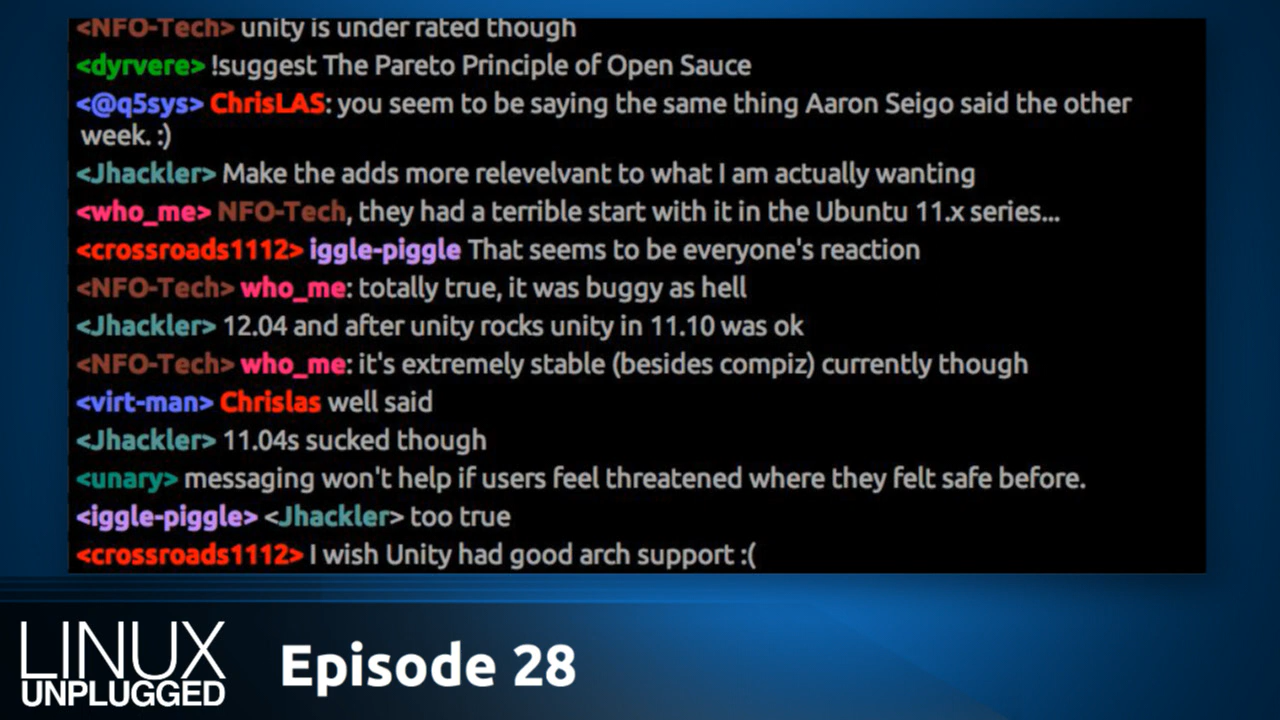 <NFO-Tech> unity is under rated though
<dyrvere> !suggest The Pareto Principle of Open Sauce
<@q5sys> ChrisLAS: you seem to be saying the same thing Aaron Seigo said the other
week. :)
<Jhackler> Make the adds more relevelvant to what I am actually wanting
<who_me> NFO-Tech, they had a terrible start with it in the Ubuntu 11.x series...
<crossroads1112> iggle-piggle That seems to be everyone's reaction
<NFO-Tech> who_me: totally true, it was buggy as hell
<Jhackler> 12.04 and after unity rocks unity in 11.10 was ok
<NFO-Tech> who_me: it's extremely stable (besides compiz) currently though
<virt-man> Chrislas well said
<Jhackler> 11.04s sucked though
<unary> messaging won't help if users feel threatened where they felt safe before.
<iggle-piggle> <Jhackler> too true
<crossroads1112> I wish Unity had good arch support :(
LINUX
UNPLUGGED
Episode 28